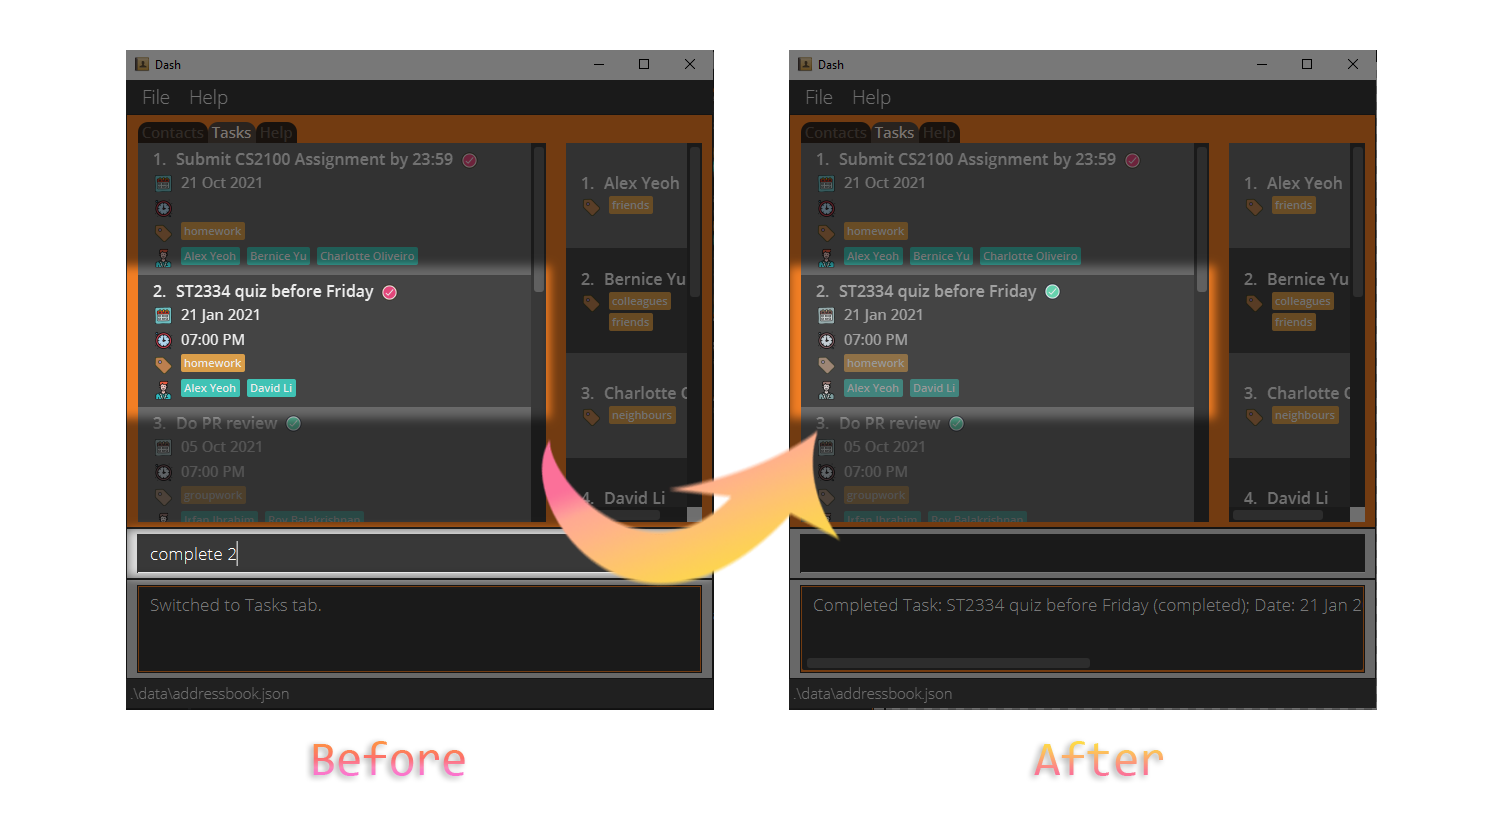 Dash
File Help
Contacts Tasks Help
1. Submit CS2100 Assignment by 23:59
21 Oct 2021
homework
Alex Yeoh Bernice Yu Charlotte Oliveiro
2. ST2334 quiz before Friday
21 Jan 2021
07:00 PM
homework
Alex Yeoh David Li
3. Do PR review
05 Oct 2021
07:00 PM
groupwork
Irfan Ibrahim Roy Balakrishnan
1. Alex Yeoh
friends
2. Bernice Yu
colleagues
friends
3. Charlotte O
neighbours
4. David Li
complete 2
Switched to Tasks tab.
.\data\addressbook.json
Before
Dash
File Help
Contacts Tasks Help
1. Submit CS2100 Assignment by 23:59
21 Oct 2021
homework
Alex Yeoh Bernice Yu Charlotte Oliveiro
2. ST2334 quiz before Friday
21 Jan 2021
07:00 PM
homework
Alex Yeoh David Li
3. Do PR review
05 Oct 2021
07:00 PM
groupwork
Irfan Ibrahim Roy Balakrishnan
1. Alex Yeoh
friends
2. Bernice Yu
colleagues
friends
3. Charlotte O
neighbours
4. David Li
Completed Task: ST2334 quiz before Friday (completed); Date: 21 Jan 2
.\data\addressbook.json
After